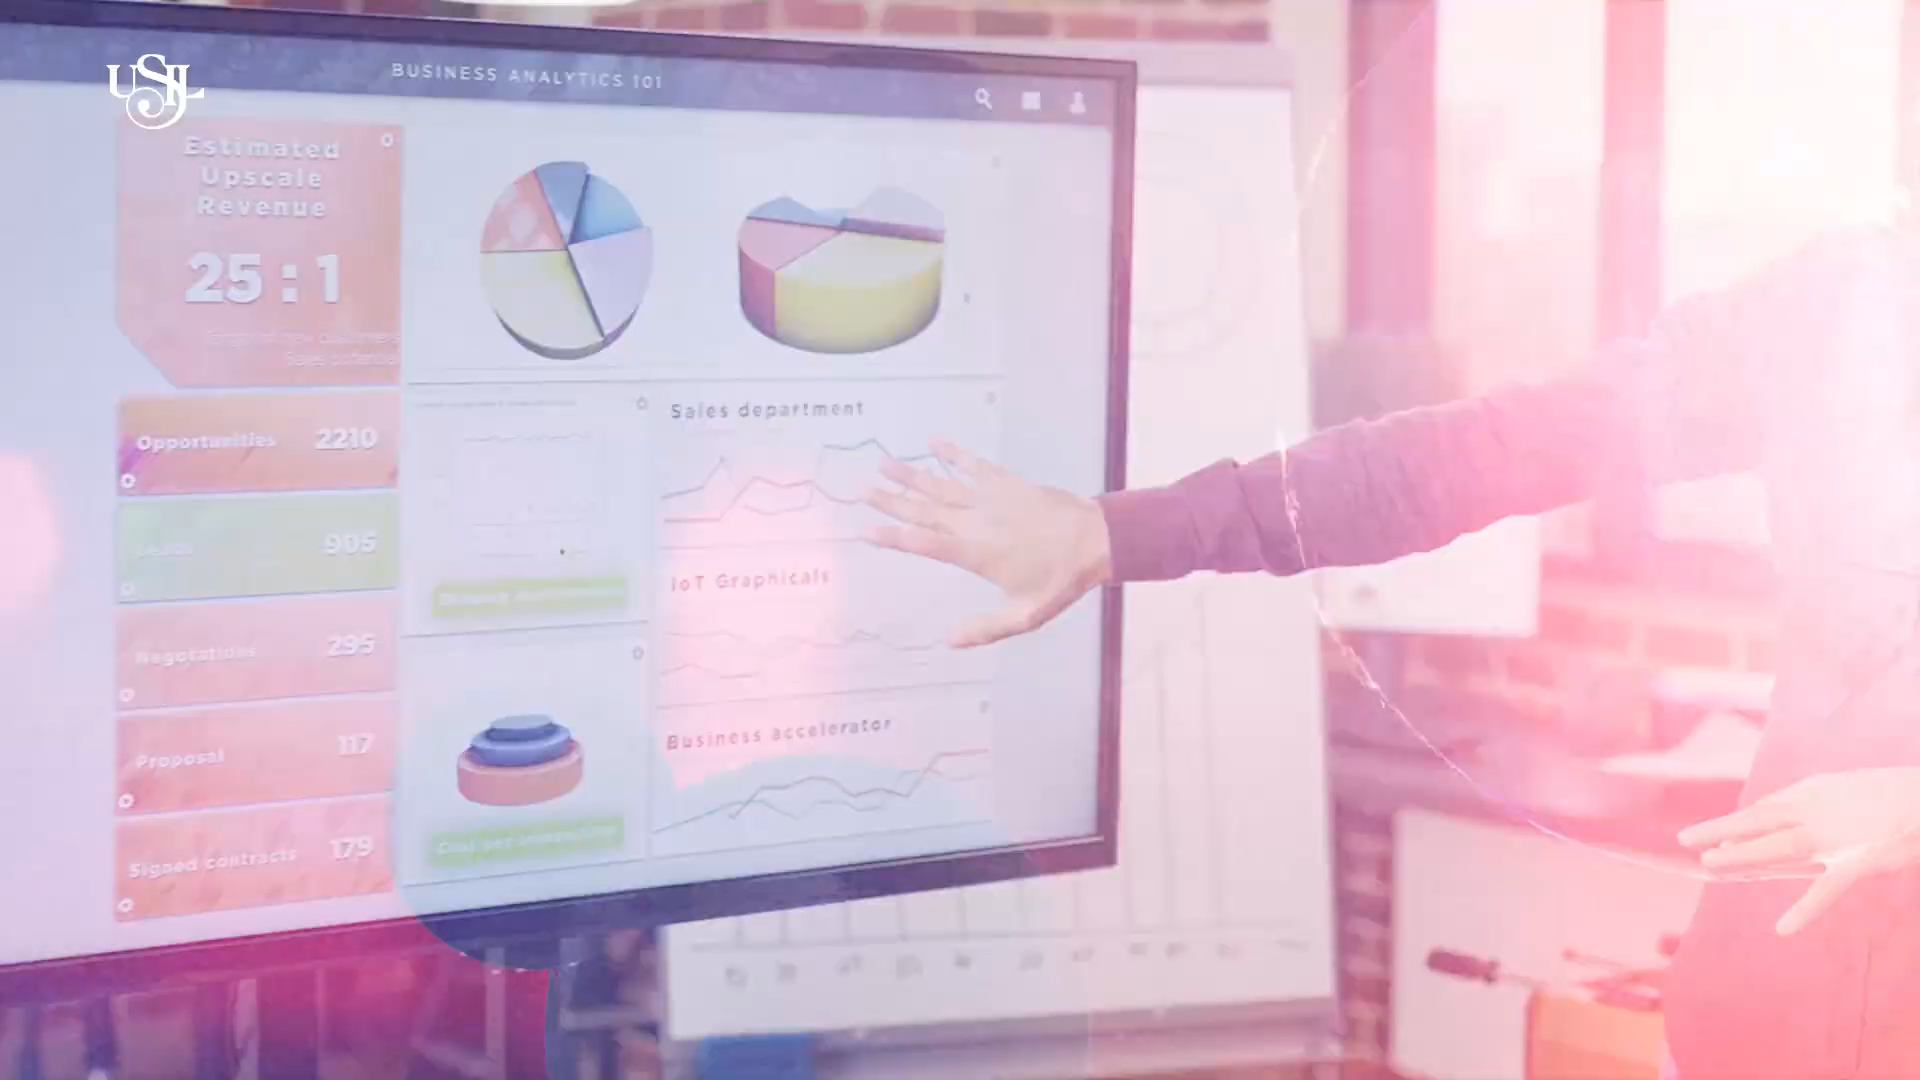 USIL
BUSINESS ANALYTICS 101
Estimated
Upscale
Revenue
25 : 1
Opportunities 2210
Leads 905
Negotiations 295
Proposal 117
Signed contracts 179
Sales department
IoT Graphicals
Business accelerator